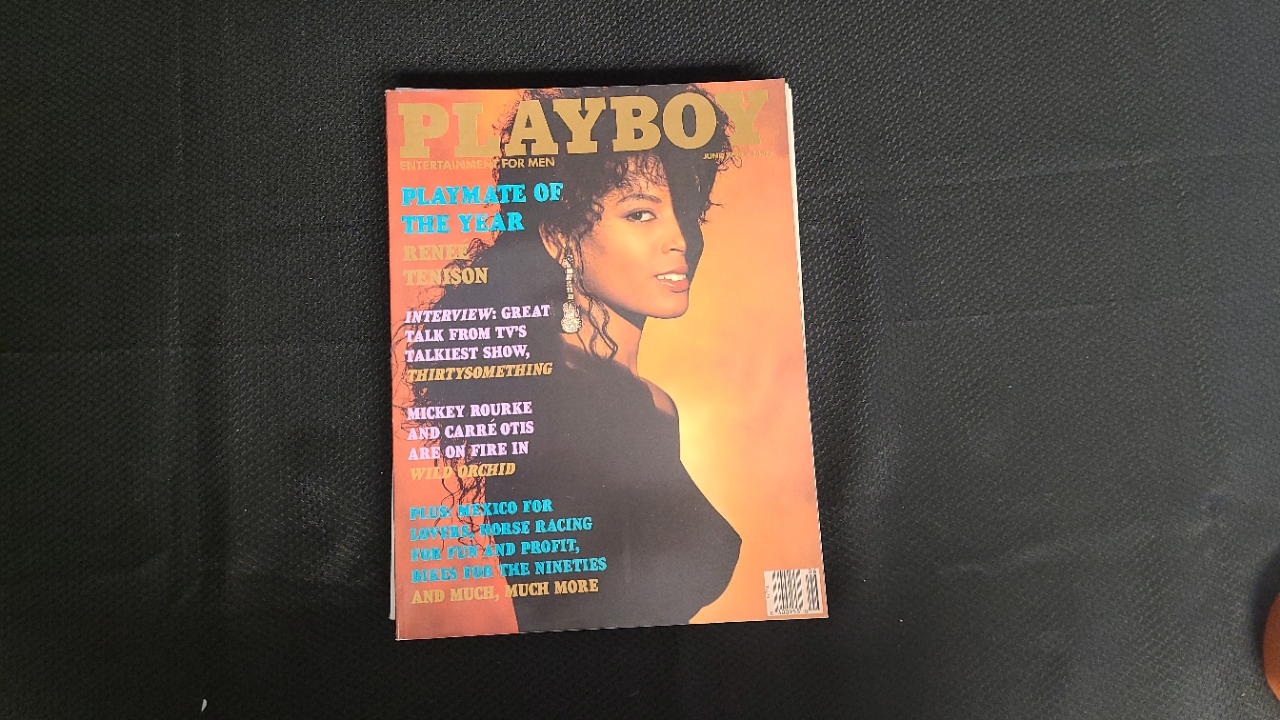 PLAYBOY
ENTERTAINMENT FOR MEN
JUNE
PLAYMATE OF
THE YEAR
RENEE
TENISON
INTERVIEW: GREAT
TALK FROM TV'S
TALKIEST SHOW,
THIRTYSOMETHING
MICKEY ROURKE
AND CARRÉ OTIS
ARE ON FIRE IN
WILD ORCHID
PLUS: MEXICO FOR
LOVERS, HORSE RACING
FOR FUN AND PROFIT,
BIKES FOR THE NINETIES
AND MUCH, MUCH MORE